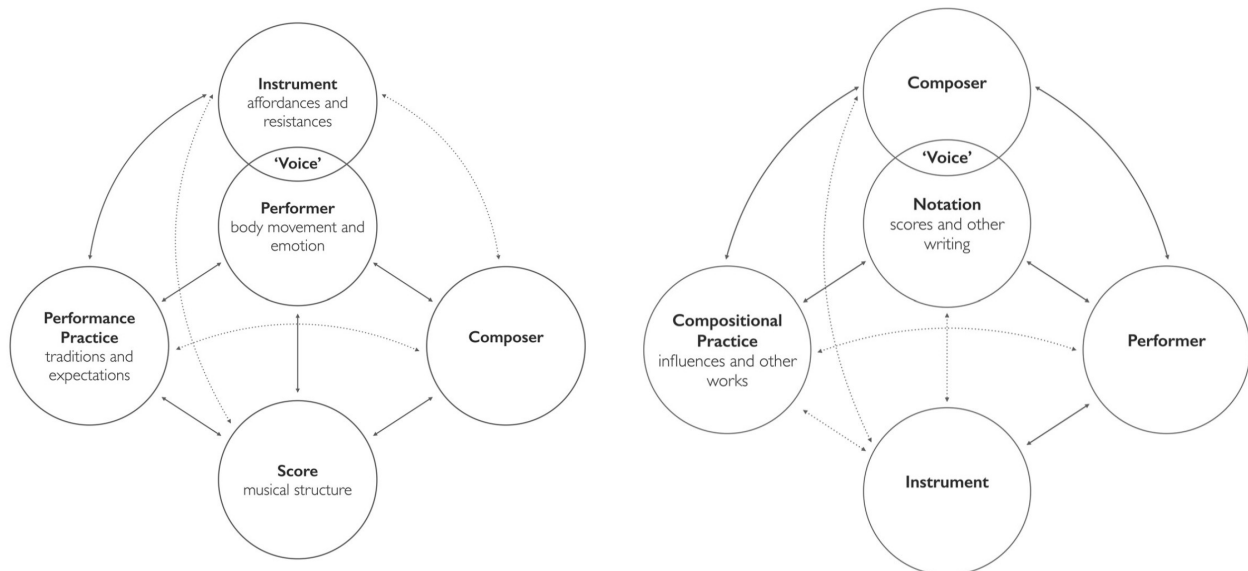 Instrument
affordances and
resistances
‘Voice’
Performer
body movement and
emotion
Performance
Practice
traditions and
expectations
Composer
Score
musical structure
Composer
‘Voice’
Notation
scores and other
writing
Compositional
Practice
influences and other
works
Performer
Instrument